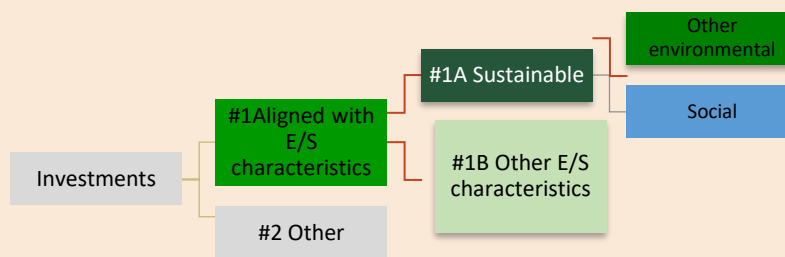 Investments
#1Aligned with
E/S
characteristics
#2 Other
#1A Sustainable
#1B Other E/S
characteristics
Other
environmental
Social